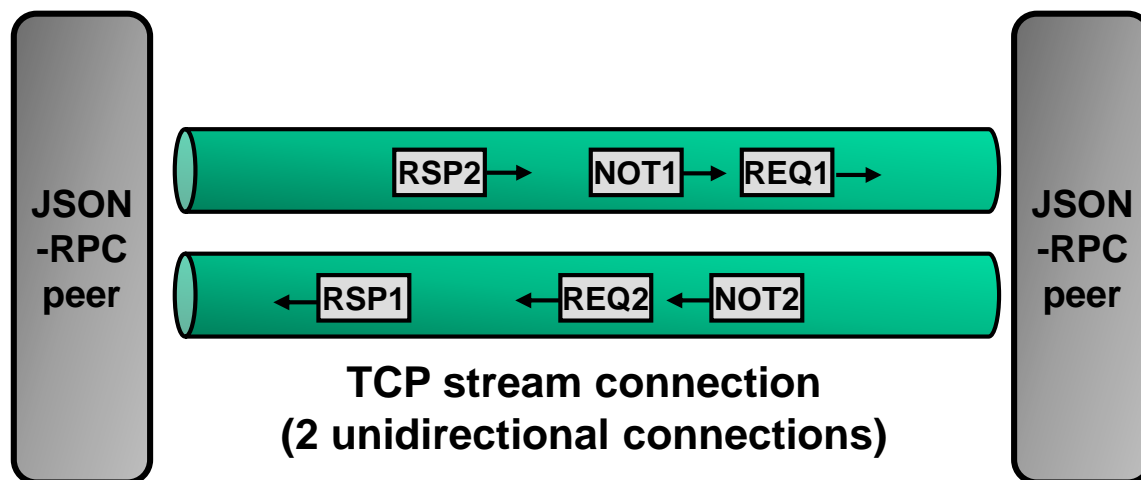 JSON
-RPC
peer
RSP2
NOT1
REQ1
RSP1
REQ2
NOT2
TCP stream connection
(2 unidirectional connections)
JSON
-RPC
peer